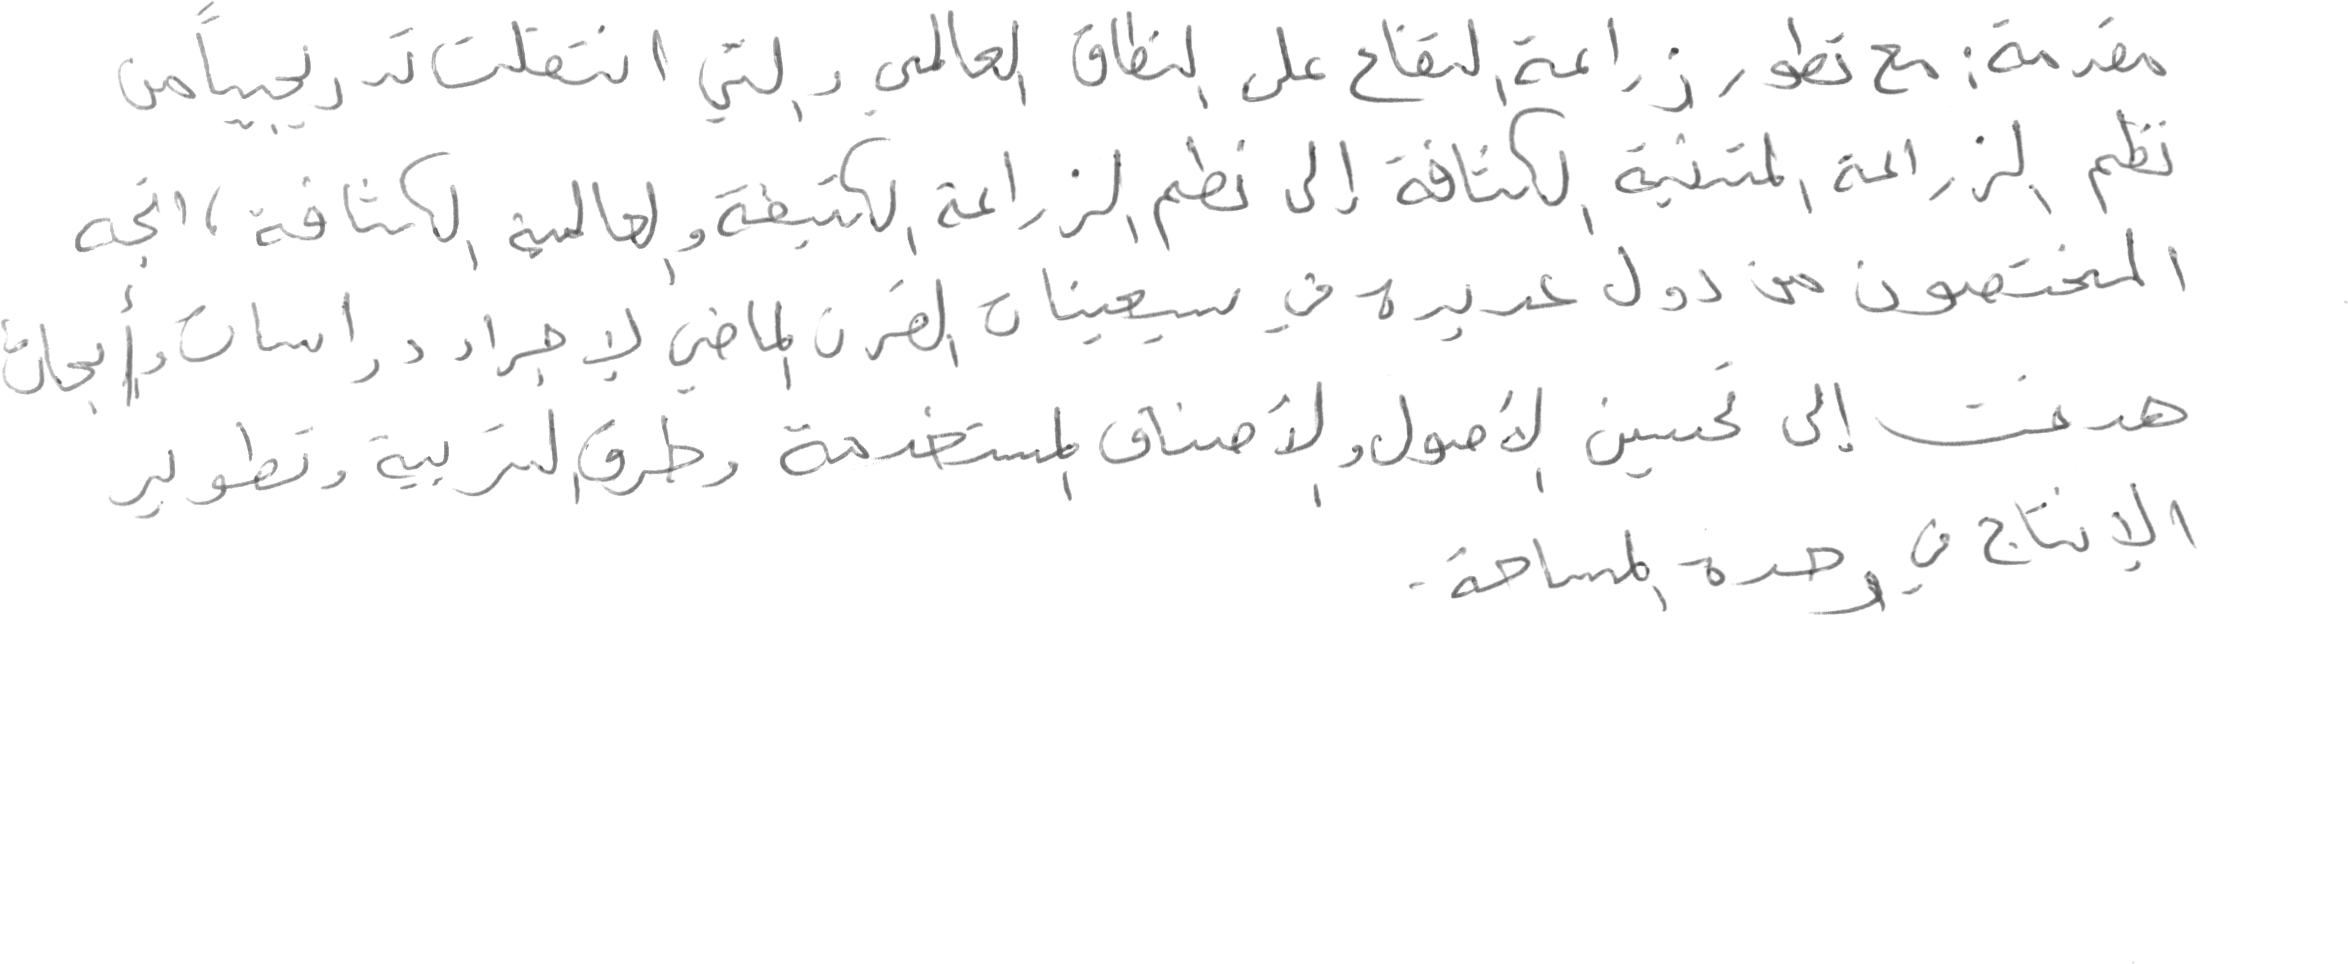 مقدمة: مع تطور زراعة التفاح على النطاق العالمي والتي انتقلت تدريجياً من
نظم الزراعة المتدنية الكثافة إلى نظم الزراعة الكثيفة والعالية الكثافة، اتجه
المختصون من دول عديدة في سبعينات القرن الماضي لإجراء دراسات وأبحاث
هدفت إلى تحسين الأصول والأصناف المستخدمة وطرق التربية وتطوير
الإنتاج في وحدة المساحة.